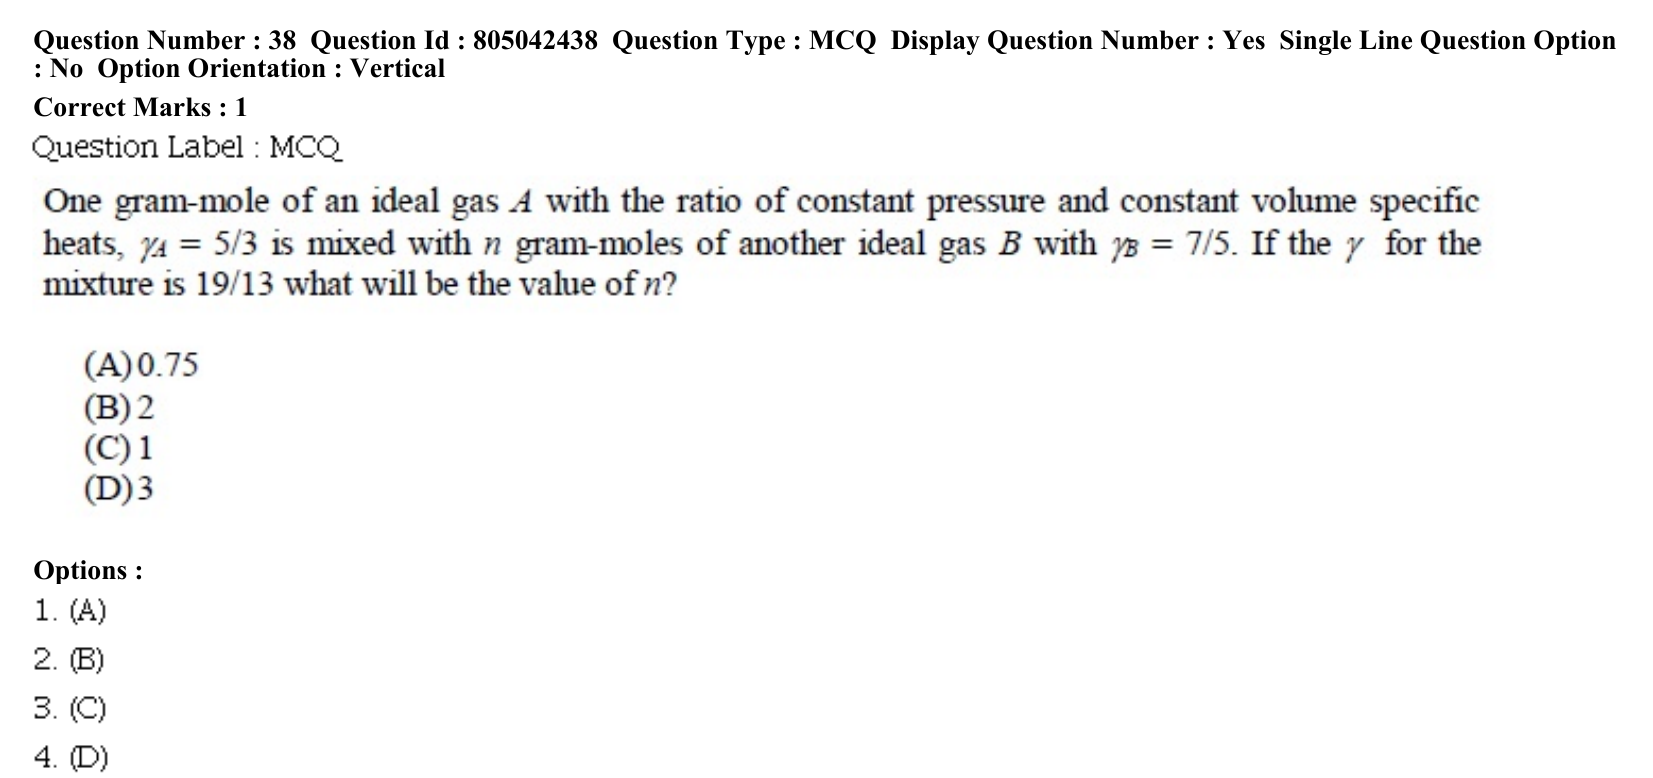 Question Number : 38 Question Id : 805042438 Question Type : MCQ Display Question Number : Yes Single Line Question Option
: No Option Orientation : Vertical
Correct Marks : 1
Question Label : MCQ
One gram-mole of an ideal gas A with the ratio of constant pressure and constant volume specific
heats, γA = 5/3 is mixed with n gram-moles of another ideal gas B with γB = 7/5. If the γ for the
mixture is 19/13 what will be the value of n?
(A) 0.75
(B) 2
(C) 1
(D) 3
Options :
1. (A)
2. (B)
3. (C)
4. (D)